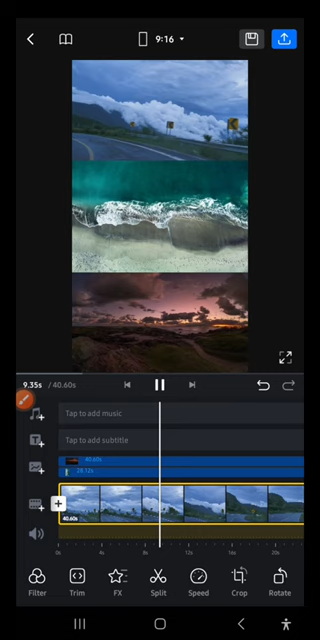 9:16
9.35s / 40.60s
Tap to add music
Tap to add subtitle
40.60s
28.12s
40.60s
0s 4s 8s 12s 16s 20s
Filter Trim FX Split Speed Crop Rotate